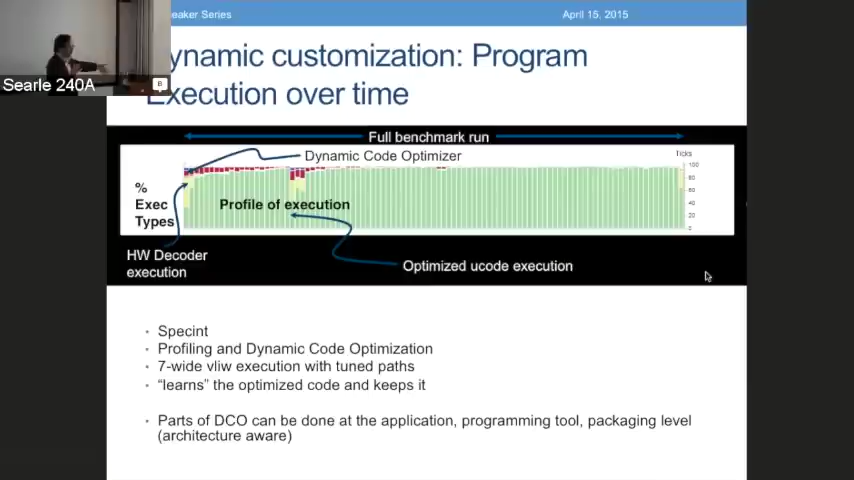 eaker Series
April 15, 2015
Searle 240A
B
ynamic customization: Program
Execution over time
Full benchmark run
Dynamic Code Optimizer
Ticks
100
80
60
40
20
0
%
Exec
Types
Profile of execution
HW Decoder
execution
Optimized ucode execution
• Specint
• Profiling and Dynamic Code Optimization
• 7-wide vliw execution with tuned paths
• “learns” the optimized code and keeps it
• Parts of DCO can be done at the application, programming tool, packaging level
(architecture aware)